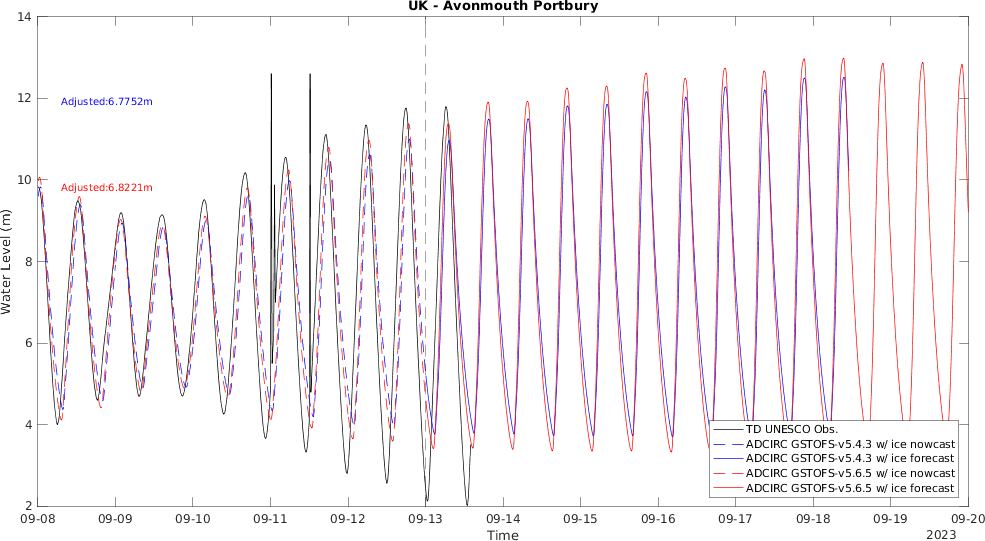 UK - Avonmouth Portbury
14
12
10
8
6
4
2
Water Level (m)
Adjusted:6.7752m
Adjusted:6.8221m
TD UNESCO Obs.
ADCIRC GSTOFS-v5.4.3 w/ ice nowcast
ADCIRC GSTOFS-v5.4.3 w/ ice forecast
ADCIRC GSTOFS-v5.6.5 w/ ice nowcast
ADCIRC GSTOFS-v5.6.5 w/ ice forecast
09-08 09-09 09-10 09-11 09-12 09-13 09-14 09-15 09-16 09-17 09-18 09-19 09-20
Time
2023